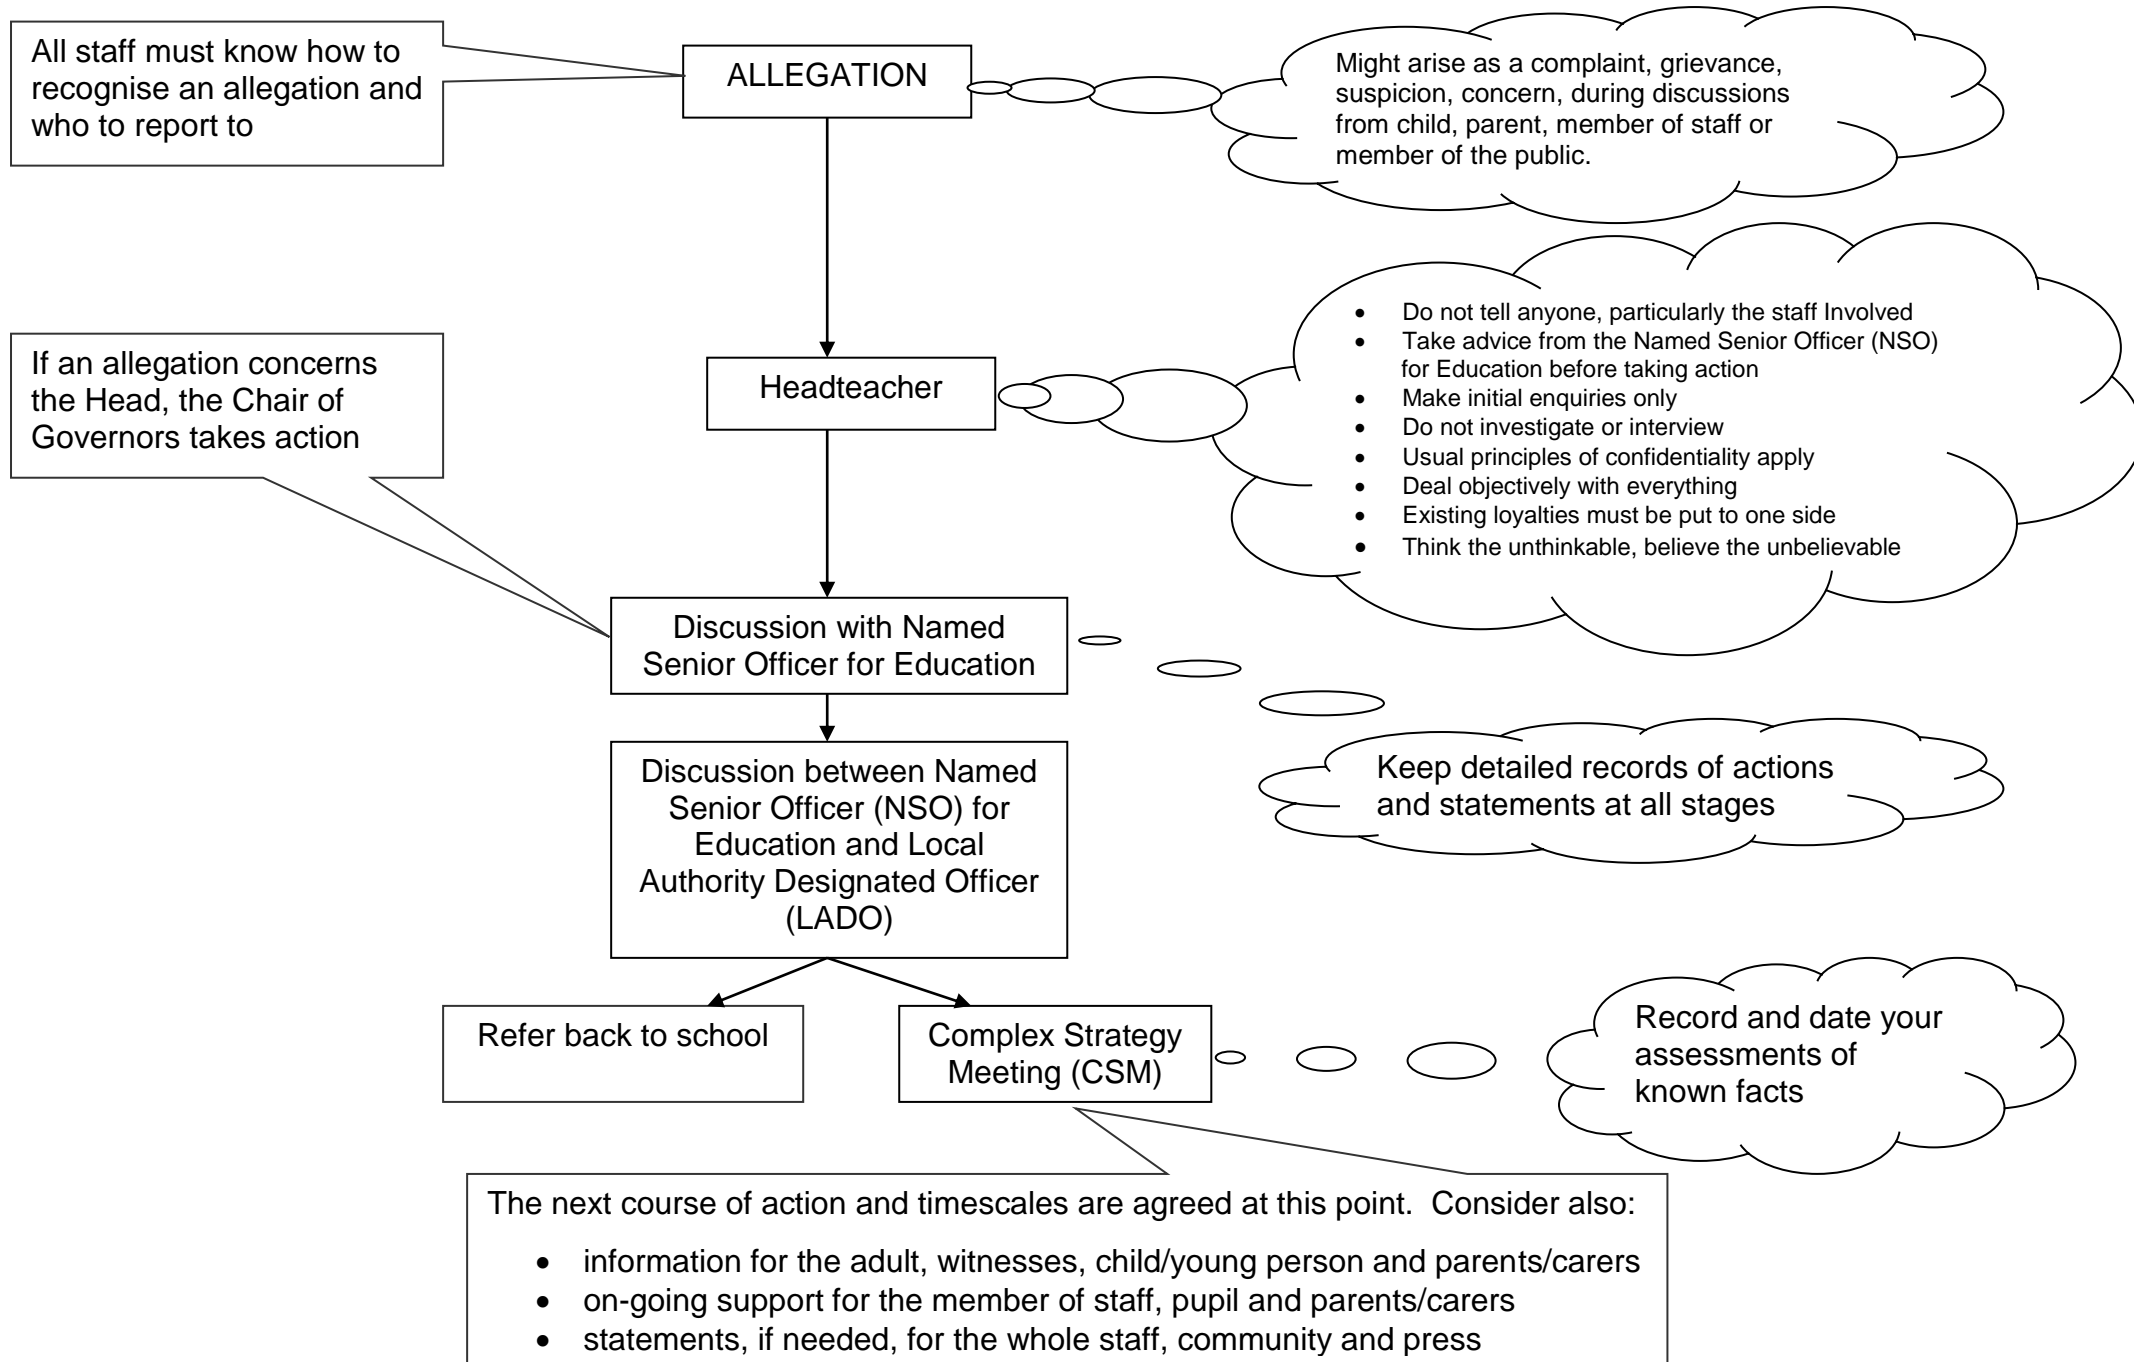 All staff must know how to
recognise an allegation and
who to report to
ALLEGATION
Might arise as a complaint, grievance,
suspicion, concern, during discussions
from child, parent, member of staff or
member of the public.
If an allegation concerns
the Head, the Chair of
Governors takes action
Headteacher
• Do not tell anyone, particularly the staff Involved
• Take advice from the Named Senior Officer (NSO)
for Education before taking action
• Make initial enquiries only
• Do not investigate or interview
• Usual principles of confidentiality apply
• Deal objectively with everything
• Existing loyalties must be put to one side
• Think the unthinkable, believe the unbelievable
Discussion with Named
Senior Officer for Education
Discussion between Named
Senior Officer (NSO) for
Education and Local
Authority Designated Officer
(LADO)
Keep detailed records of actions
and statements at all stages
Refer back to school
Complex Strategy
Meeting (CSM)
Record and date your
assessments of
known facts
The next course of action and timescales are agreed at this point.  Consider also:
• information for the adult, witnesses, child/young person and parents/carers
• on-going support for the member of staff, pupil and parents/carers
• statements, if needed, for the whole staff, community and press